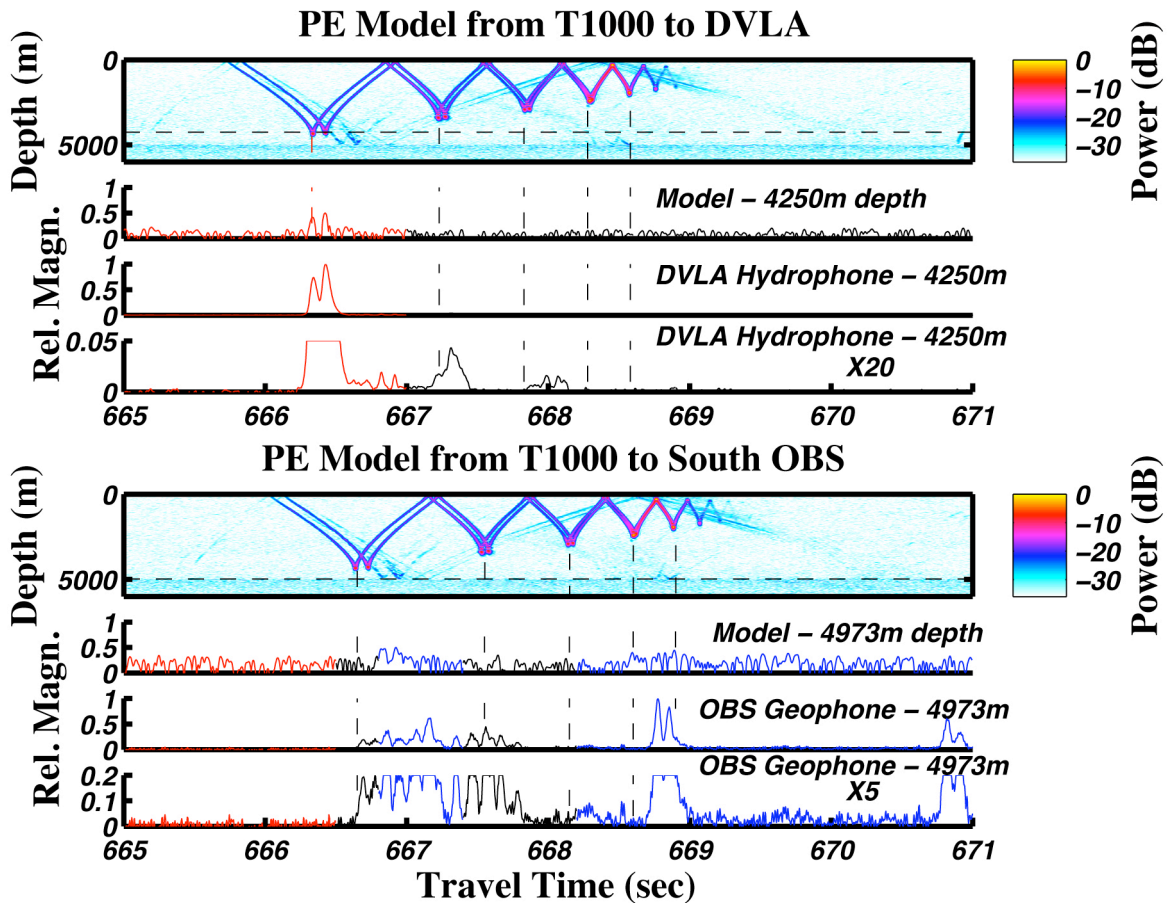 PE Model from T1000 to DVLA
Depth (m)
0
5000
0
−10
−20
−30
Power (dB)
Rel. Magn.
1
0.5
0
Model − 4250m depth
1
0.5
0
DVLA Hydrophone − 4250m
0.05
0
DVLA Hydrophone − 4250m
X20
665 666 667 668 669 670 671
PE Model from T1000 to South OBS
Depth (m)
0
5000
0
−10
−20
−30
Power (dB)
Rel. Magn.
1
0.5
0
Model − 4973m depth
1
0.5
0
OBS Geophone − 4973m
0.2
0.1
0
OBS Geophone − 4973m
X5
665 666 667 668 669 670 671
Travel Time (sec)